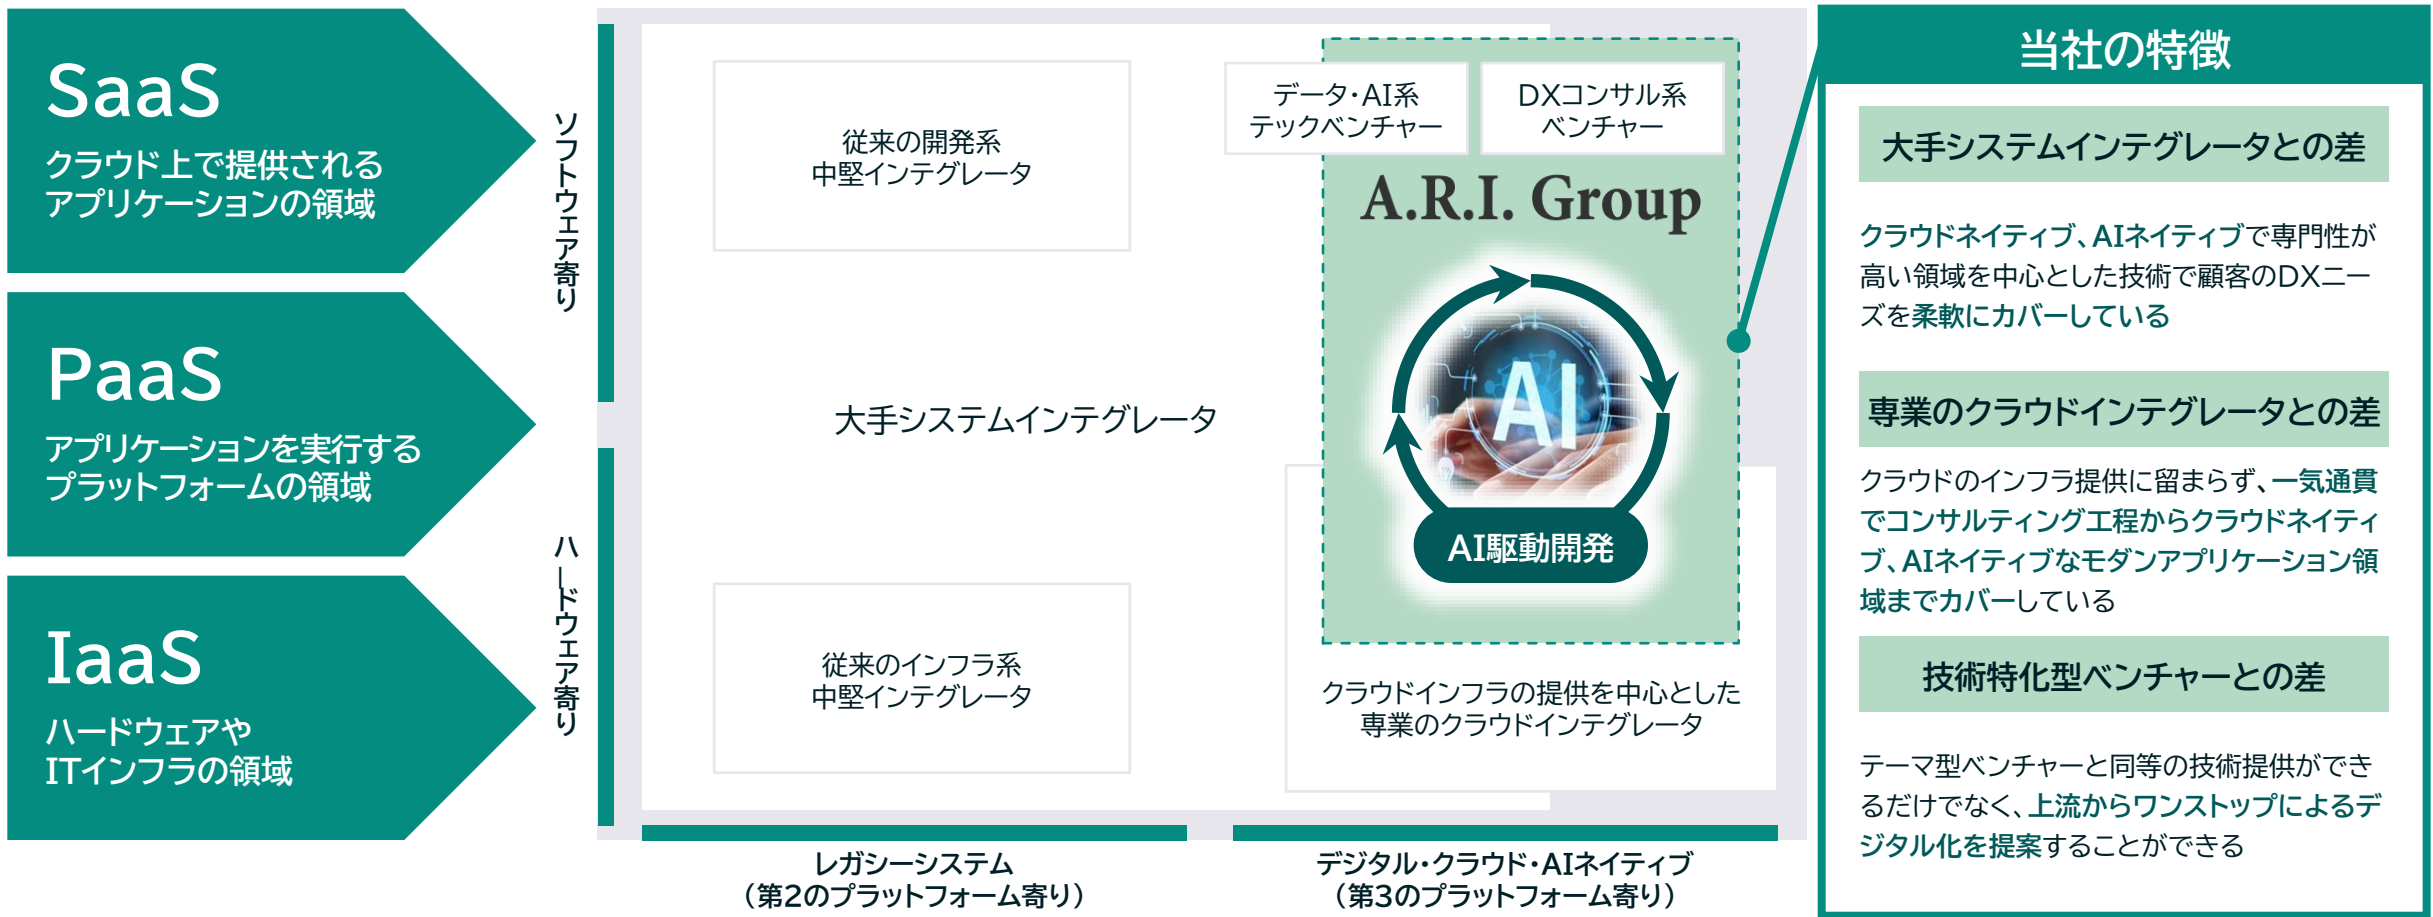 SaaS
クラウド上で提供される
アプリケーションの領域
PaaS
アプリケーションを実行する
プラットフォームの領域
IaaS
ハードウェアや
ITインフラの領域
ソフトウェア寄り
ハードウェア寄り
従来の開発系
中堅インテグレータ
データ・AI系
テックベンチャー
DXコンサル系
ベンチャー
A.R.I. Group
AI
AI駆動開発
大手システムインテグレータ
従来のインフラ系
中堅インテグレータ
クラウドインフラの提供を中心とした
専業のクラウドインテグレータ
レガシーシステム
（第2のプラットフォーム寄り）
デジタル・クラウド・AIネイティブ
（第3のプラットフォーム寄り）
当社の特徴
大手システムインテグレータとの差
クラウドネイティブ、AIネイティブで専門性が
高い領域を中心とした技術で顧客のDXニー
ズを柔軟にカバーしている
専業のクラウドインテグレータとの差
クラウドのインフラ提供に留まらず、一気通貫
でコンサルティング工程からクラウドネイティ
ブ、AIネイティブなモダンアプリケーション領
域までカバーしている
技術特化型ベンチャーとの差
テーマ型ベンチャーと同等の技術提供ができ
るだけでなく、上流からワンストップによるデ
ジタル化を提案することができる